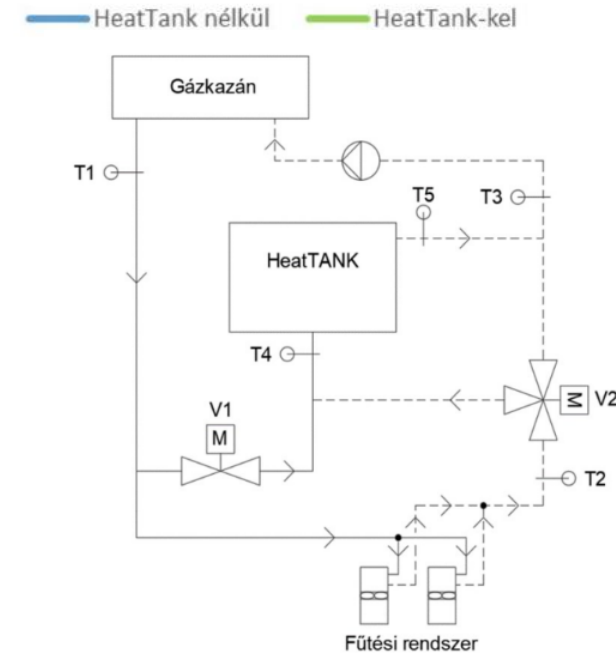 HeatTank nélkül HeatTank-kel
Gázkazán
T1
T5
T3
HeatTANK
T4
V1
M
M
V2
T2
Fűtési rendszer